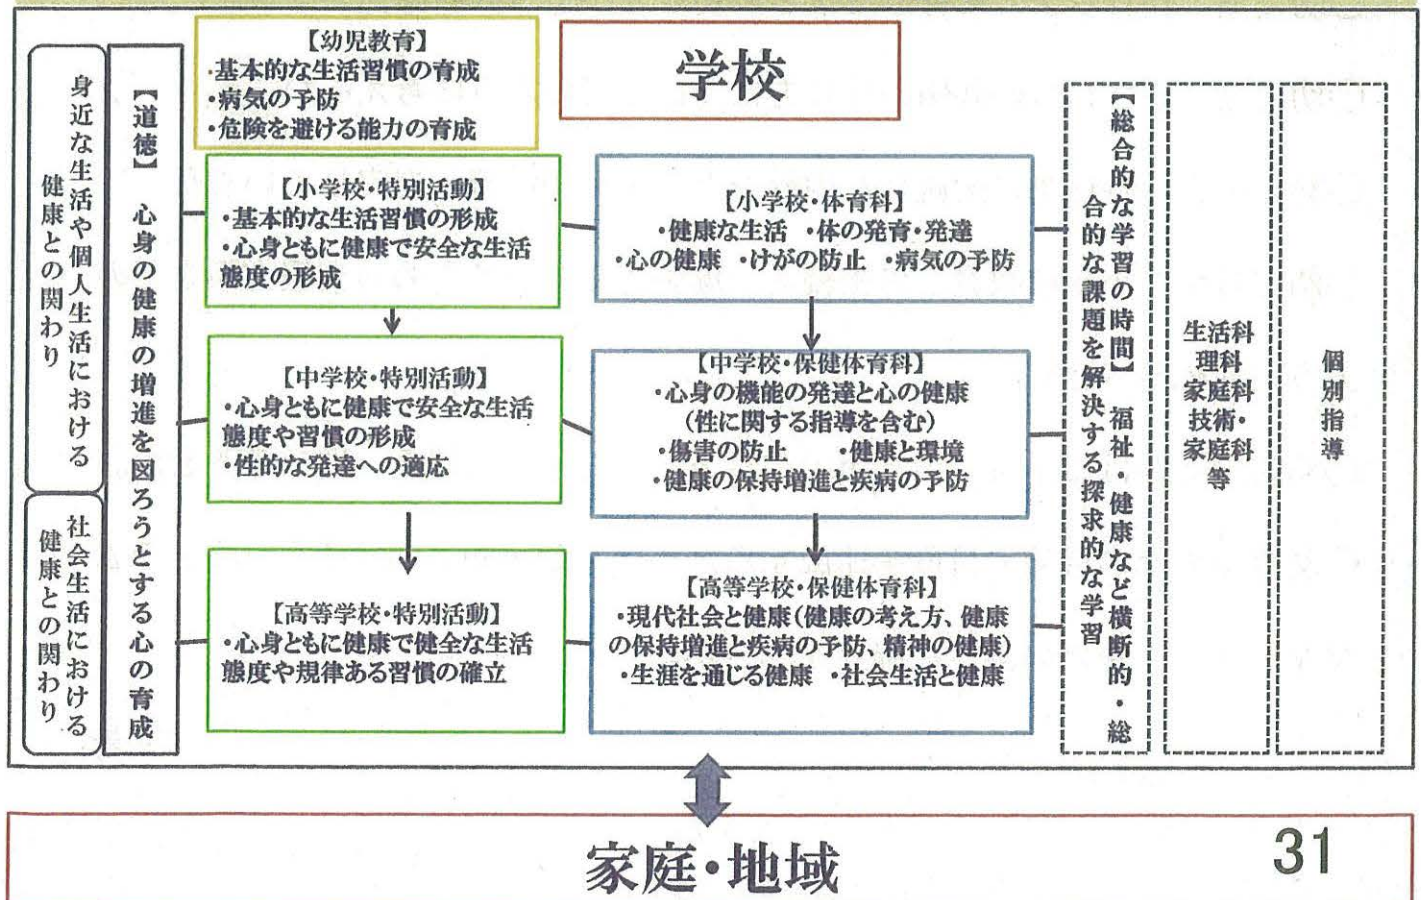 学校
身近な生活や個人生活における
健康との関わり
社会生活における
健康との関わり
【道徳】 心身の健康の増進を図ろうとする心の育成
【幼児教育】
・基本的な生活習慣の育成
・病気の予防
・危険を避ける能力の育成
【小学校・特別活動】
・基本的な生活習慣の形成
・心身ともに健康で安全な生活
態度の形成
【小学校・体育科】
・健康な生活 ・体の発育・発達
・心の健康 ・けがの防止 ・病気の予防
【中学校・特別活動】
・心身ともに健康で安全な生活
態度や習慣の形成
・性的な発達への適応
【中学校・保健体育科】
・心身の機能の発達と心の健康
(性に関する指導を含む)
・傷害の防止 ・健康と環境
・健康の保持増進と疾病の予防
【高等学校・特別活動】
・心身ともに健康で健全な生活
態度や規律ある習慣の確立
【高等学校・保健体育科】
・現代社会と健康(健康の考え方、健康
の保持増進と疾病の予防、精神の健康)
・生涯を通じる健康 ・社会生活と健康
【総合的な学習の時間】 福祉・健康など横断的・総
合的な課題を解決する探求的な学習
生活科
理科
家庭科
技術・
家庭科
等
個別指導
家庭・地域
31